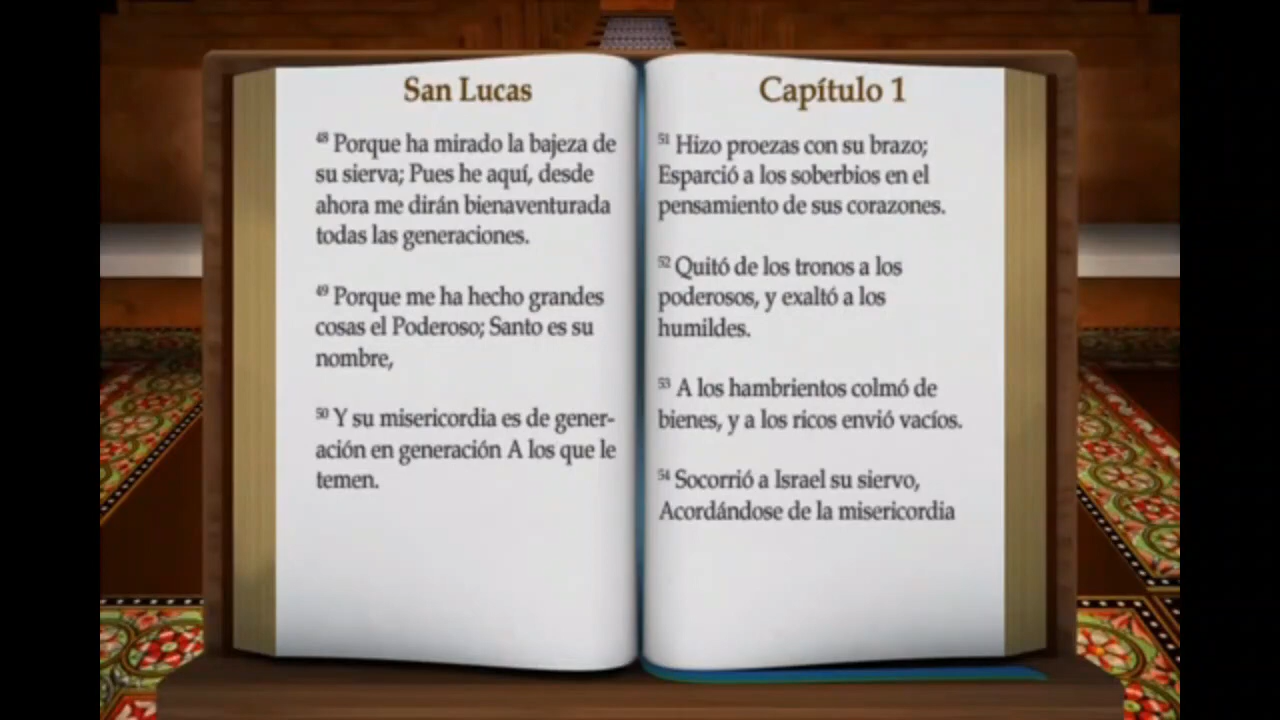 San Lucas
48 Porque ha mirado la bajeza de
su sierva; Pues he aquí, desde
ahora me dirán bienaventurada
todas las generaciones.
49 Porque me ha hecho grandes
cosas el Poderoso; Santo es su
nombre,
50 Y su misericordia es de gener-
ación en generación A los que le
temen.
Capítulo 1
51 Hizo proezas con su brazo;
Esparció a los soberbios en el
pensamiento de sus corazones.
52 Quitó de los tronos a los
poderosos, y exaltó a los
humildes.
53 A los hambrientos colmó de
bienes, y a los ricos envió vacíos.
54 Socorrió a Israel su siervo,
Acordándose de la misericordia